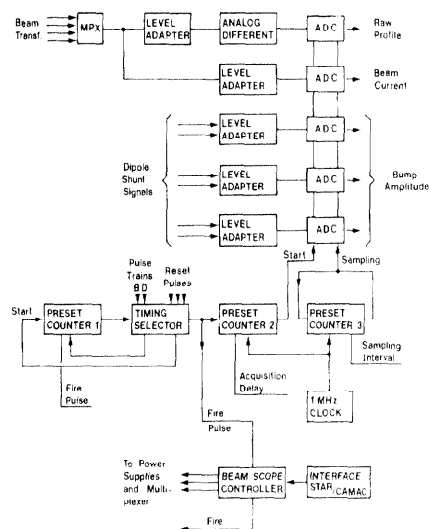 Beam
Transf.
MPX
LEVEL
ADAPTER
ANALOG
DIFFERENT
ADC
Raw
Profile
LEVEL
ADAPTER
ADC
Beam
Current
LEVEL
ADAPTER
ADC
Dipole
Shunt
Signals
LEVEL
ADAPTER
ADC
Bump
Amplitude
LEVEL
ADAPTER
ADC
Start
Sampling
Pulse
Trains
B D
Reset
Pulses
Start
PRESET
COUNTER 1
TIMING
SELECTOR
PRESET
COUNTER 2
PRESET
COUNTER 3
Fire
Pulse
Acquisition
Delay
Sampling
Interval
1 MHz
CLOCK
Fire
Pulse
To Power
Supplies
and Multi-
plexer
BEAM SCOPE
CONTROLLER
INTERFACE
STAR/CAMAC
Fire